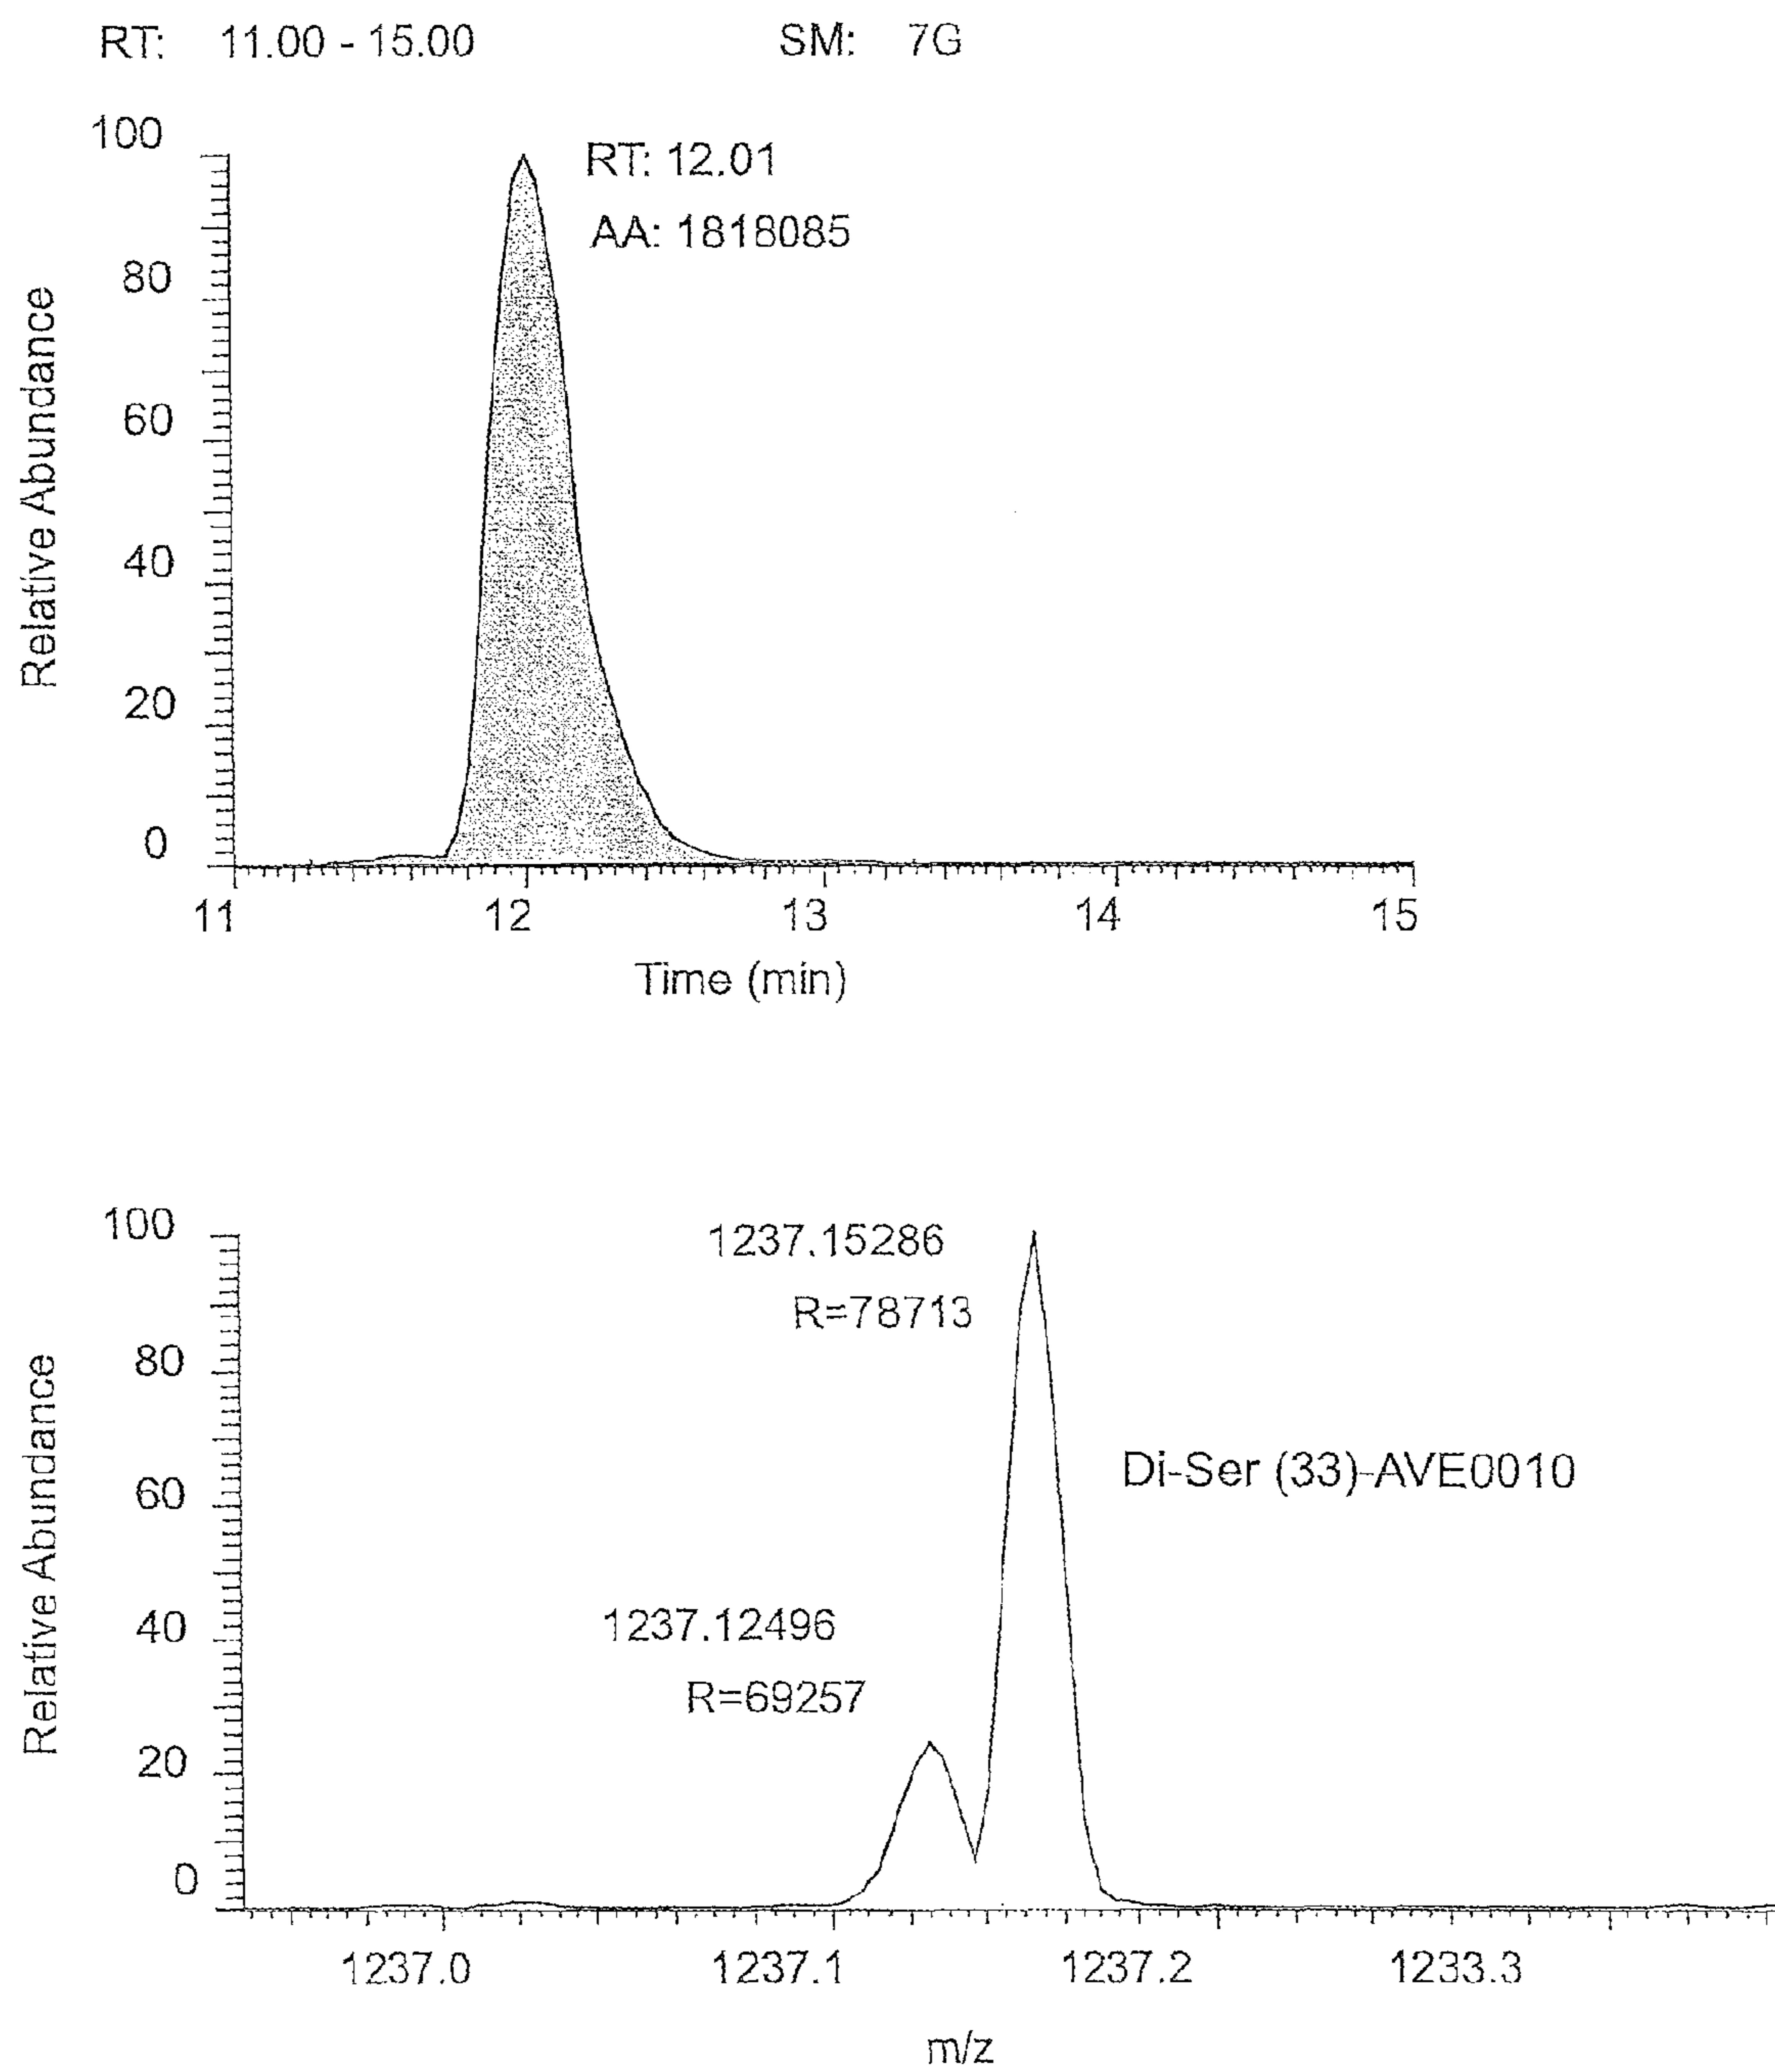 RT: 11.00 - 15.00 SM: 7G
100
RT: 12.01
AA: 1818085
80
60
40
20
0
Relative Abundance
11 12 13 14 15
Time (min)
100
1237.15286
R=78713
80
Di-Ser (33)-AVE0010
60
1237.12496
40
R=69257
20
0
Relative Abundance
1237.0 1237.1 1237.2 1233.3
m/z